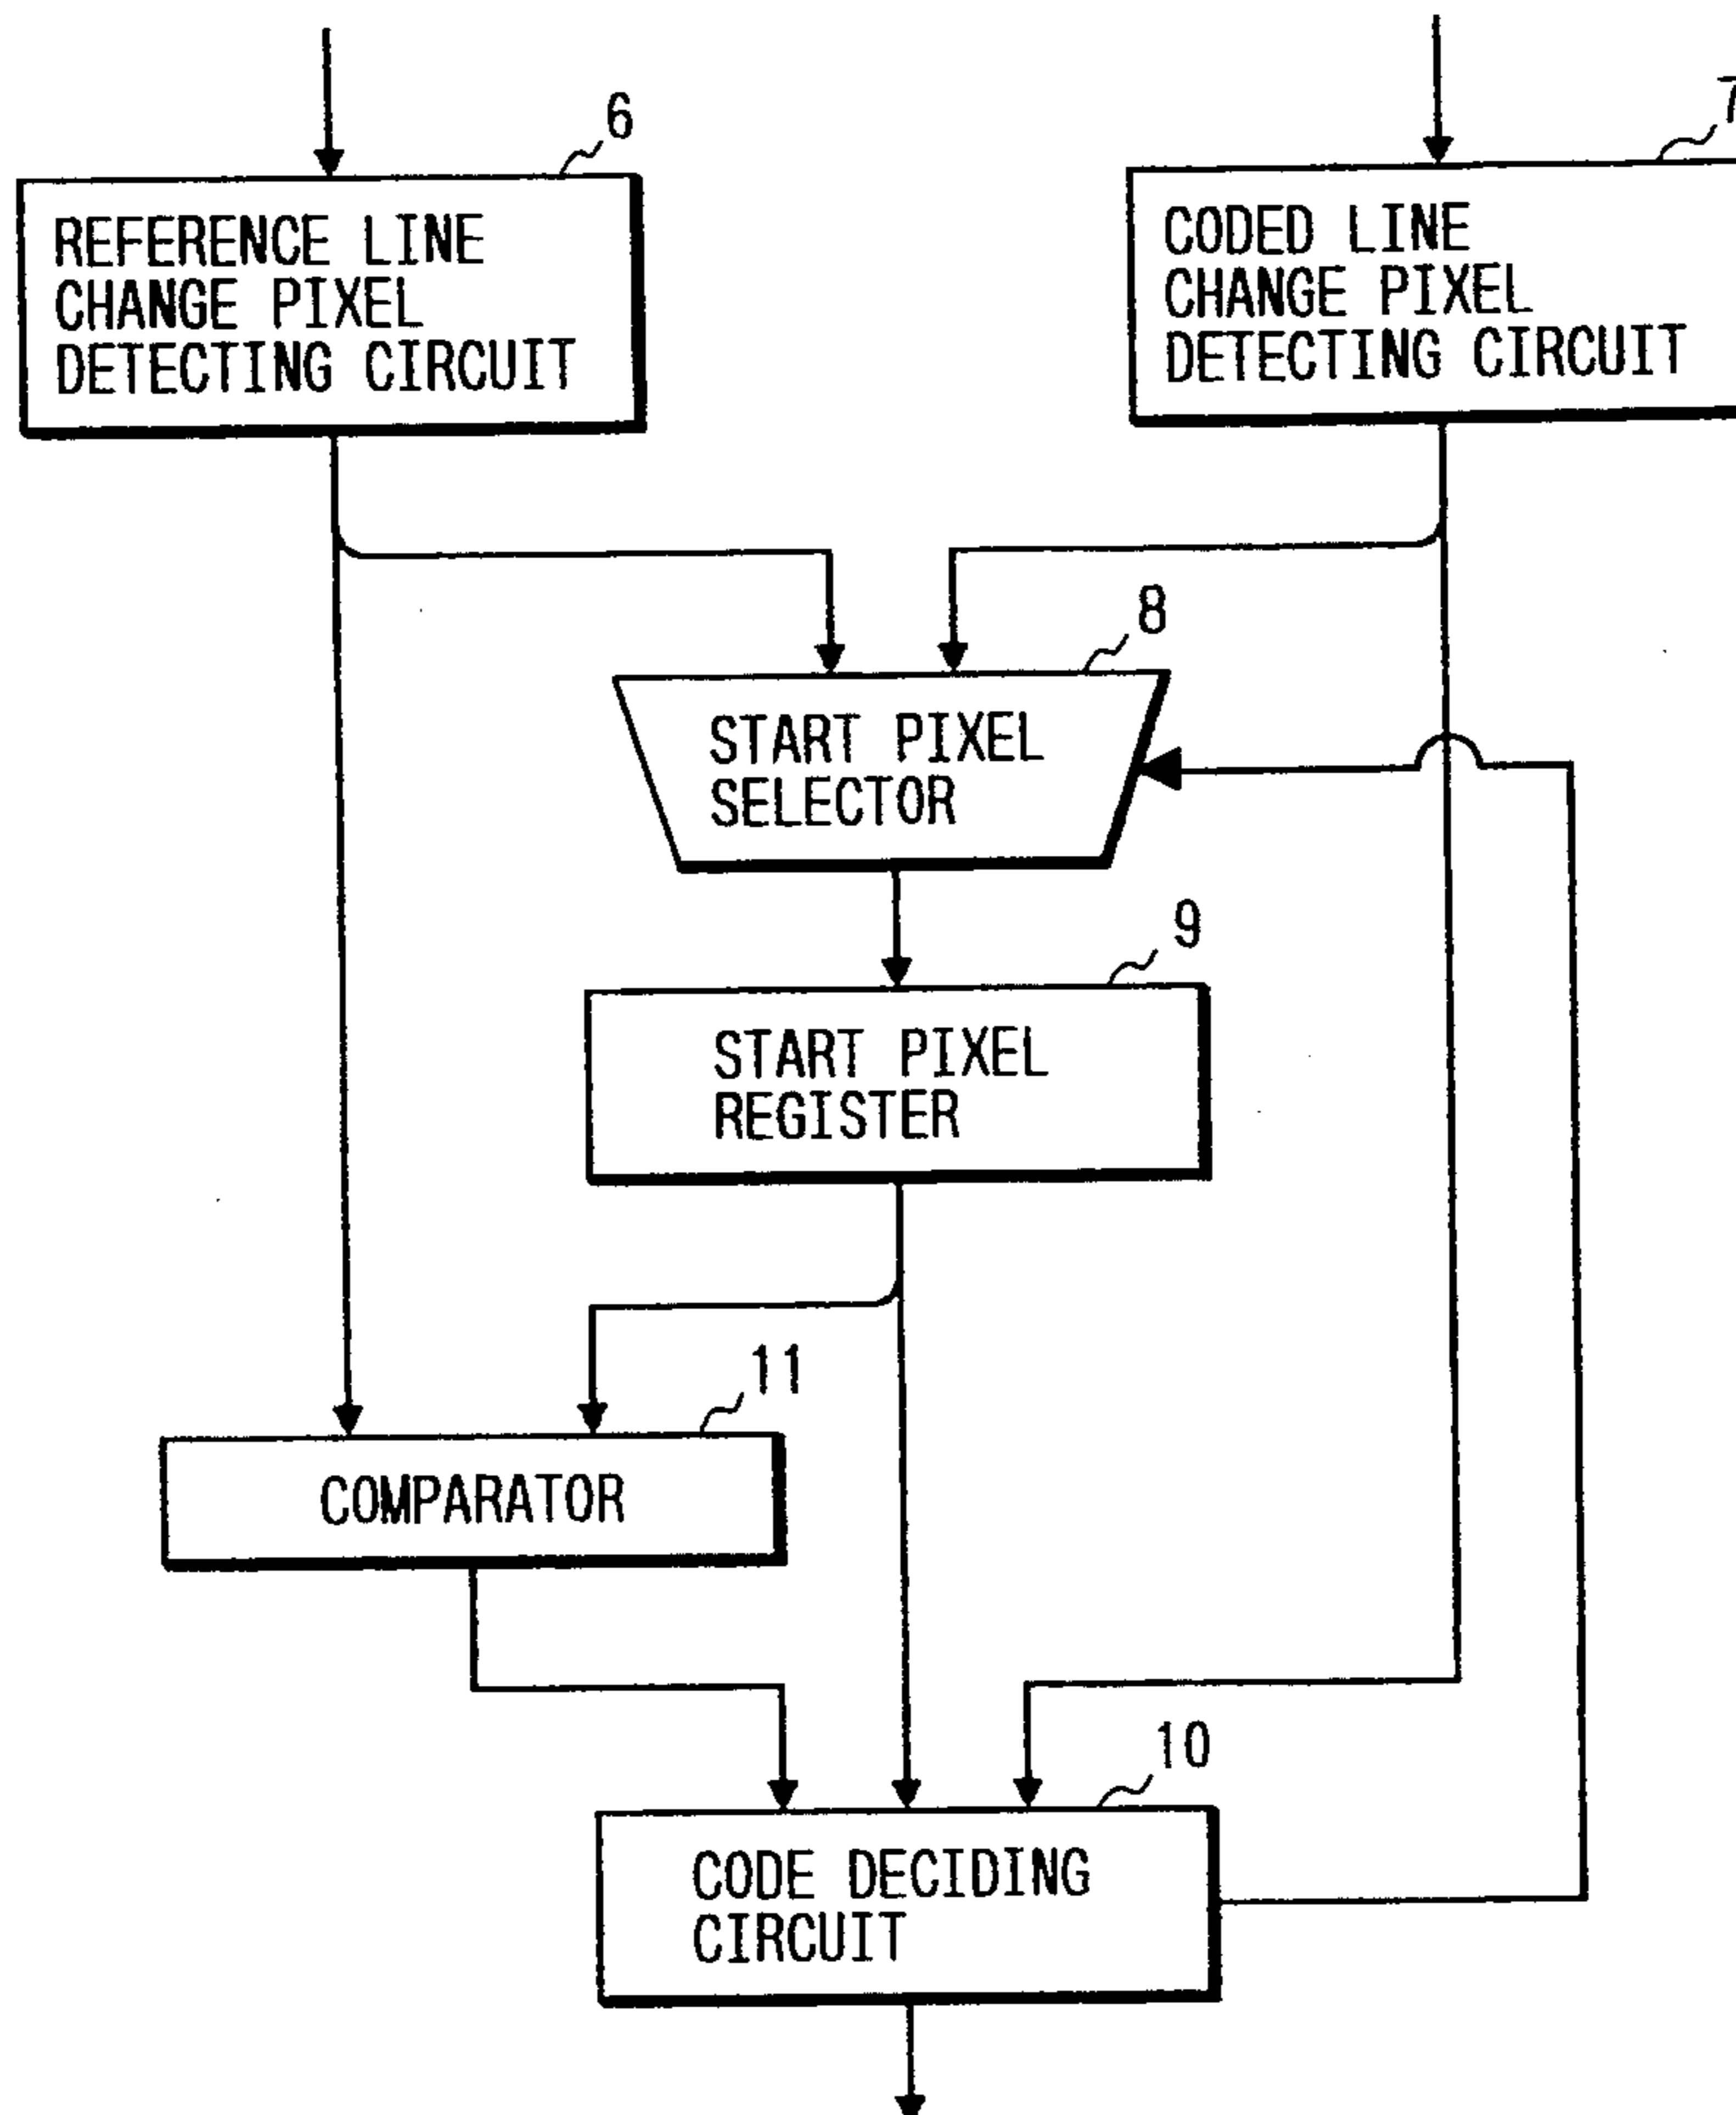 6
7
REFERENCE LINE
CHANGE PIXEL
DETECTING CIRCUIT
CODED LINE
CHANGE PIXEL
DETECTING CIRCUIT
8
START PIXEL
SELECTOR
9
START PIXEL
REGISTER
11
COMPARATOR
10
CODE DECIDING
CIRCUIT